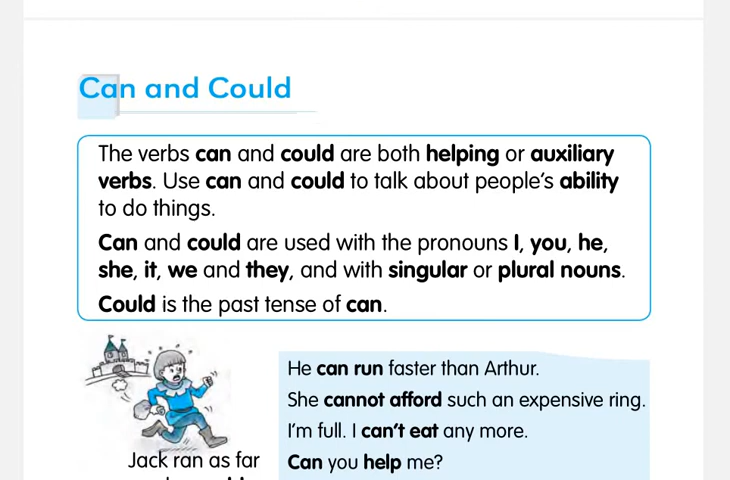 Can and Could
The verbs can and could are both helping or auxiliary
verbs. Use can and could to talk about people's ability
to do things.
Can and could are used with the pronouns I, you, he,
she, it, we and they, and with singular or plural nouns.
Could is the past tense of can.
He can run faster than Arthur.
She cannot afford such an expensive ring.
I'm full. I can't eat any more.
Can you help me?
Jack ran as far